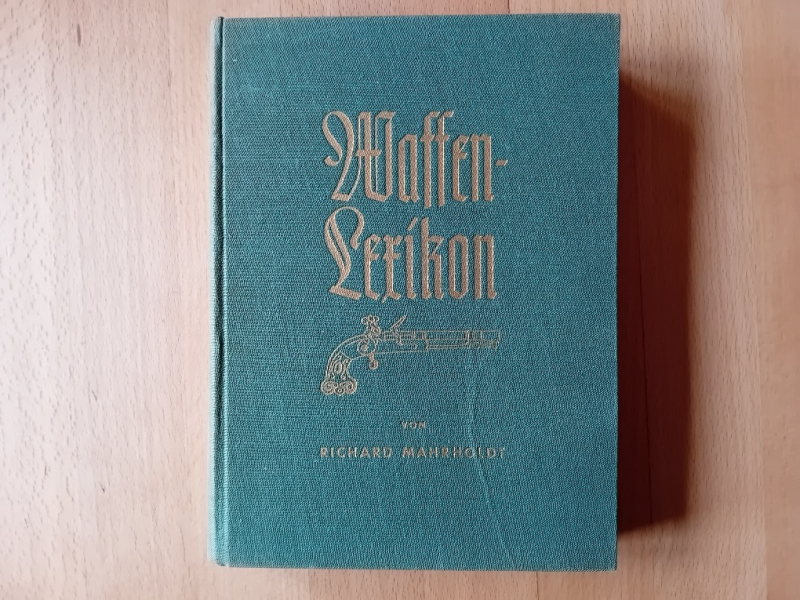 Waffen-
Lexikon
VON
RICHARD MAHRHOLDT